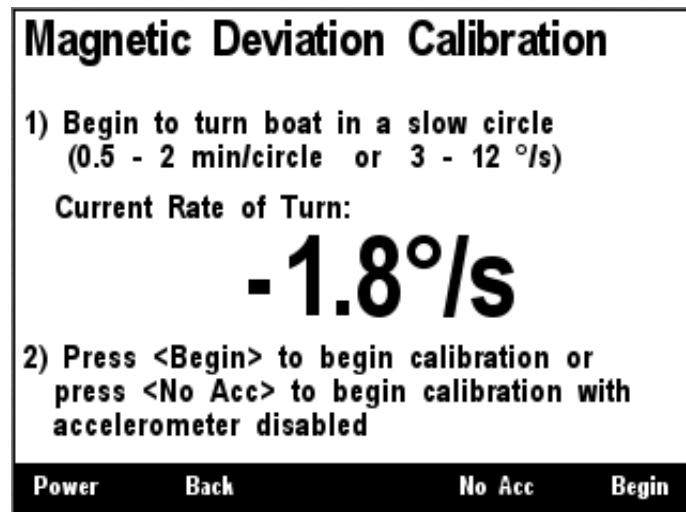 Magnetic Deviation Calibration
1) Begin to turn boat in a slow circle
(0.5 - 2 min/circle or 3 - 12 °/s)
Current Rate of Turn:
-1.8°/s
2) Press <Begin> to begin calibration or
press <No Acc> to begin calibration with
accelerometer disabled
Power Back No Acc Begin